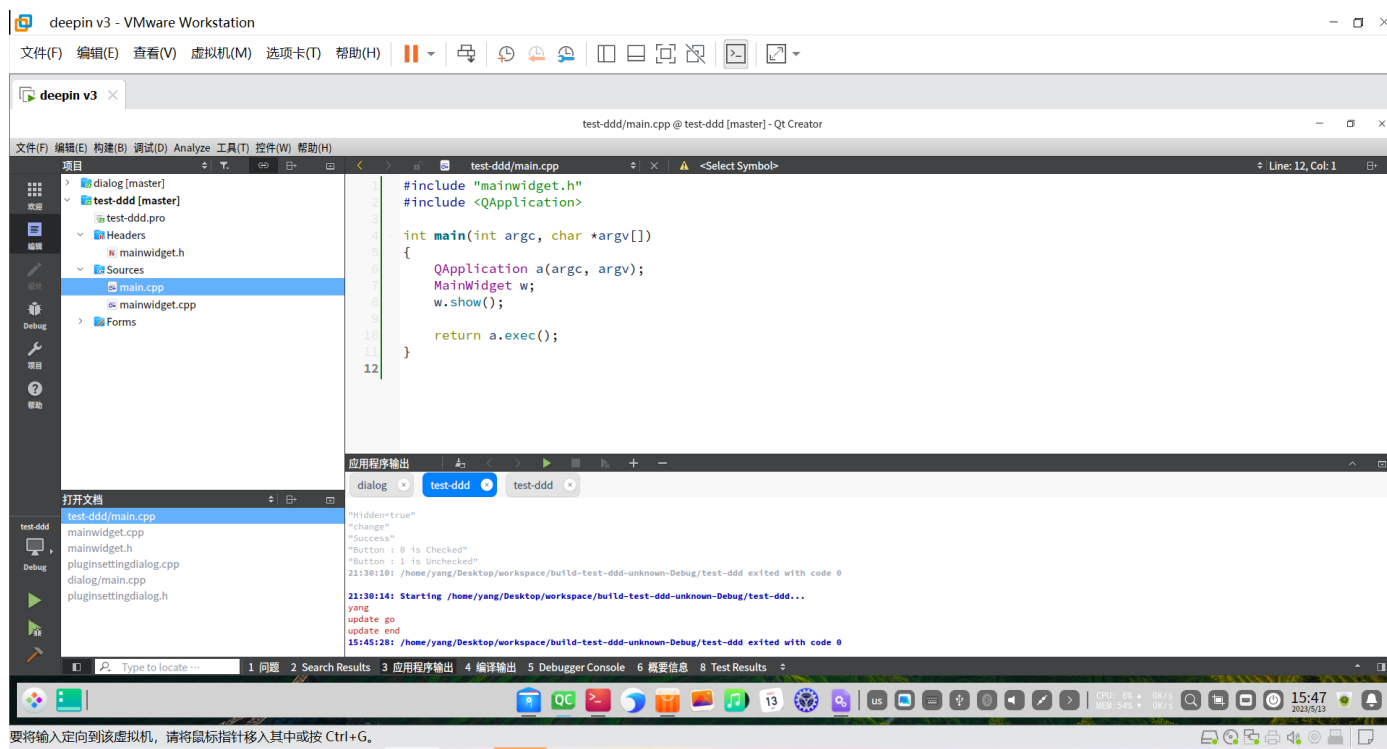 deepin v3 - VMware Workstation
文件(F) 编辑(E) 查看(V) 虚拟机(M) 选项卡(T) 帮助(H)
deepin v3
test-ddd/main.cpp @ test-ddd [master] - Qt Creator
文件(F) 编辑(E) 构建(B) 调试(D) Analyze 工具(T) 控件(W) 帮助(H)
项目
test-ddd/main.cpp
<Select Symbol>
Line: 12, Col: 1
欢迎
编辑
设计
Debug
项目
帮助
dialog [master]
test-ddd [master]
test-ddd.pro
Headers
mainwidget.h
Sources
main.cpp
mainwidget.cpp
Forms
1 #include "mainwidget.h"
2 #include <QApplication>
3
4 int main(int argc, char *argv[])
5 {
6 QApplication a(argc, argv);
7 MainWidget w;
8 w.show();
9
10 return a.exec();
11 }
12
打开文档
test-ddd/main.cpp
mainwidget.cpp
mainwidget.h
pluginsettingdialog.cpp
dialog/main.cpp
pluginsettingdialog.h
test-ddd
Debug
应用程序输出
dialog test-ddd test-ddd
"Hidden=true"
"change"
"Success"
"Button : 0 is Checked"
"Button : 1 is Unchecked"
21:30:10: /home/yang/Desktop/workspace/build-test-ddd-unknown-Debug/test-ddd exited with code 0
21:30:14: Starting /home/yang/Desktop/workspace/build-test-ddd-unknown-Debug/test-ddd...
yang
update go
update end
15:45:28: /home/yang/Desktop/workspace/build-test-ddd-unknown-Debug/test-ddd exited with code 0
Type to locate ... 1 问题 2 Search Results 3 应用程序输出 4 编译输出 5 Debugger Console 6 概要信息 8 Test Results
QC
13
us
CPU: 6% 0K/s
MEM:54% 0K/s
15:47
2023/5/13
要将输入定向到该虚拟机，请将鼠标指针移入其中或按 Ctrl+G。